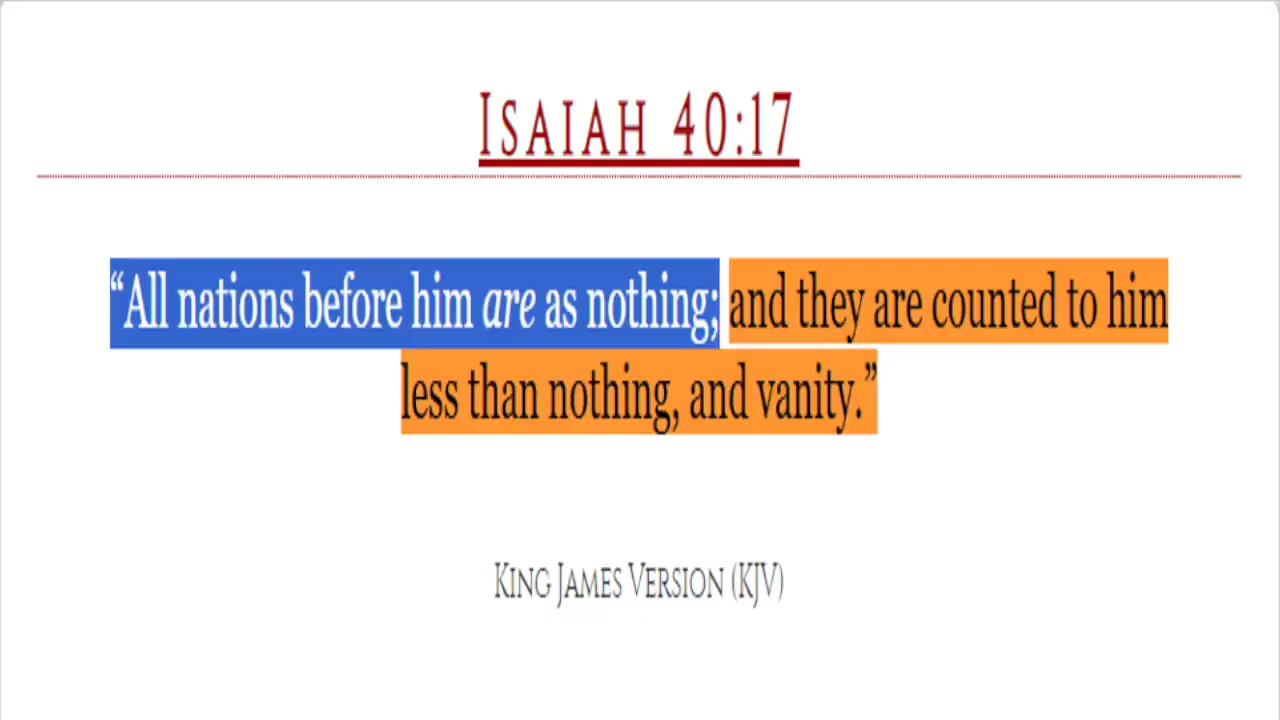 Isaiah 40:17
“All nations before him are as nothing; and they are counted to him
less than nothing, and vanity.”
King James Version (KJV)